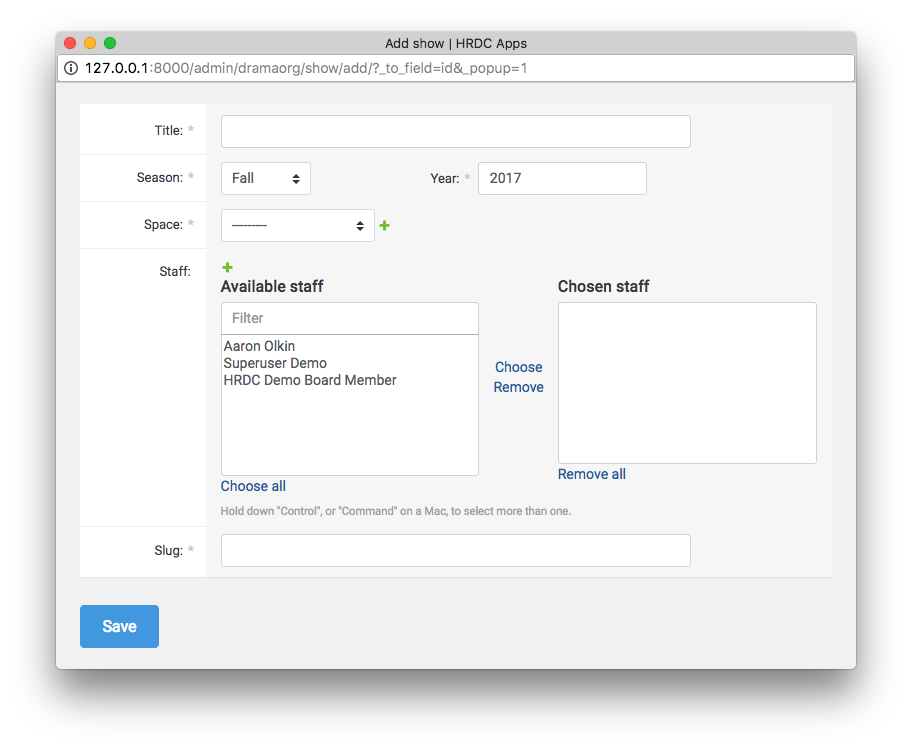 Add show | HRDC Apps
127.0.0.1:8000/admin/dramaorg/show/add/?_to_field=id&_popup=1
Title: *
Season: * Fall Year: * 2017
Space: * --------- +
Staff: +
Available staff Chosen staff
Filter
Aaron Olkin
Superuser Demo
HRDC Demo Board Member
Choose
Remove
Choose all Remove all
Hold down "Control", or "Command" on a Mac, to select more than one.
Slug: *
Save